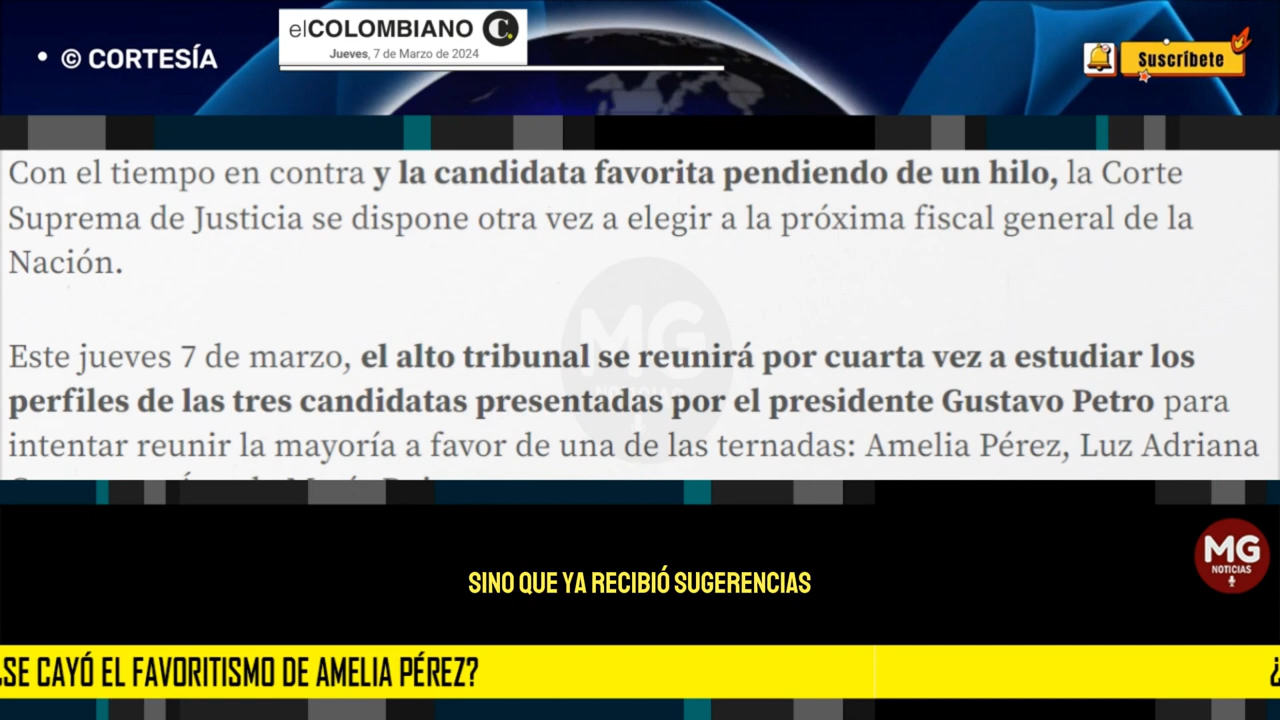 • © CORTESÍA
elCOLOMBIANO C.
Jueves, 7 de Marzo de 2024
Suscríbete
Con el tiempo en contra y la candidata favorita pendiendo de un hilo, la Corte
Suprema de Justicia se dispone otra vez a elegir a la próxima fiscal general de la
Nación.
Este jueves 7 de marzo, el alto tribunal se reunirá por cuarta vez a estudiar los
perfiles de las tres candidatas presentadas por el presidente Gustavo Petro para
intentar reunir la mayoría a favor de una de las ternadas: Amelia Pérez, Luz Adriana
MG
NOTICIAS
SINO QUE YA RECIBIÓ SUGERENCIAS
MG
NOTICIAS
¿SE CAYÓ EL FAVORITISMO DE AMELIA PÉREZ? ¿